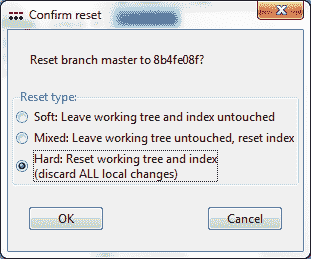 Confirm reset
Reset branch master to 8b4fe08f?
Reset type:
Soft: Leave working tree and index untouched
Mixed: Leave working tree untouched, reset index
Hard: Reset working tree and index
(discard ALL local changes)
OK
Cancel